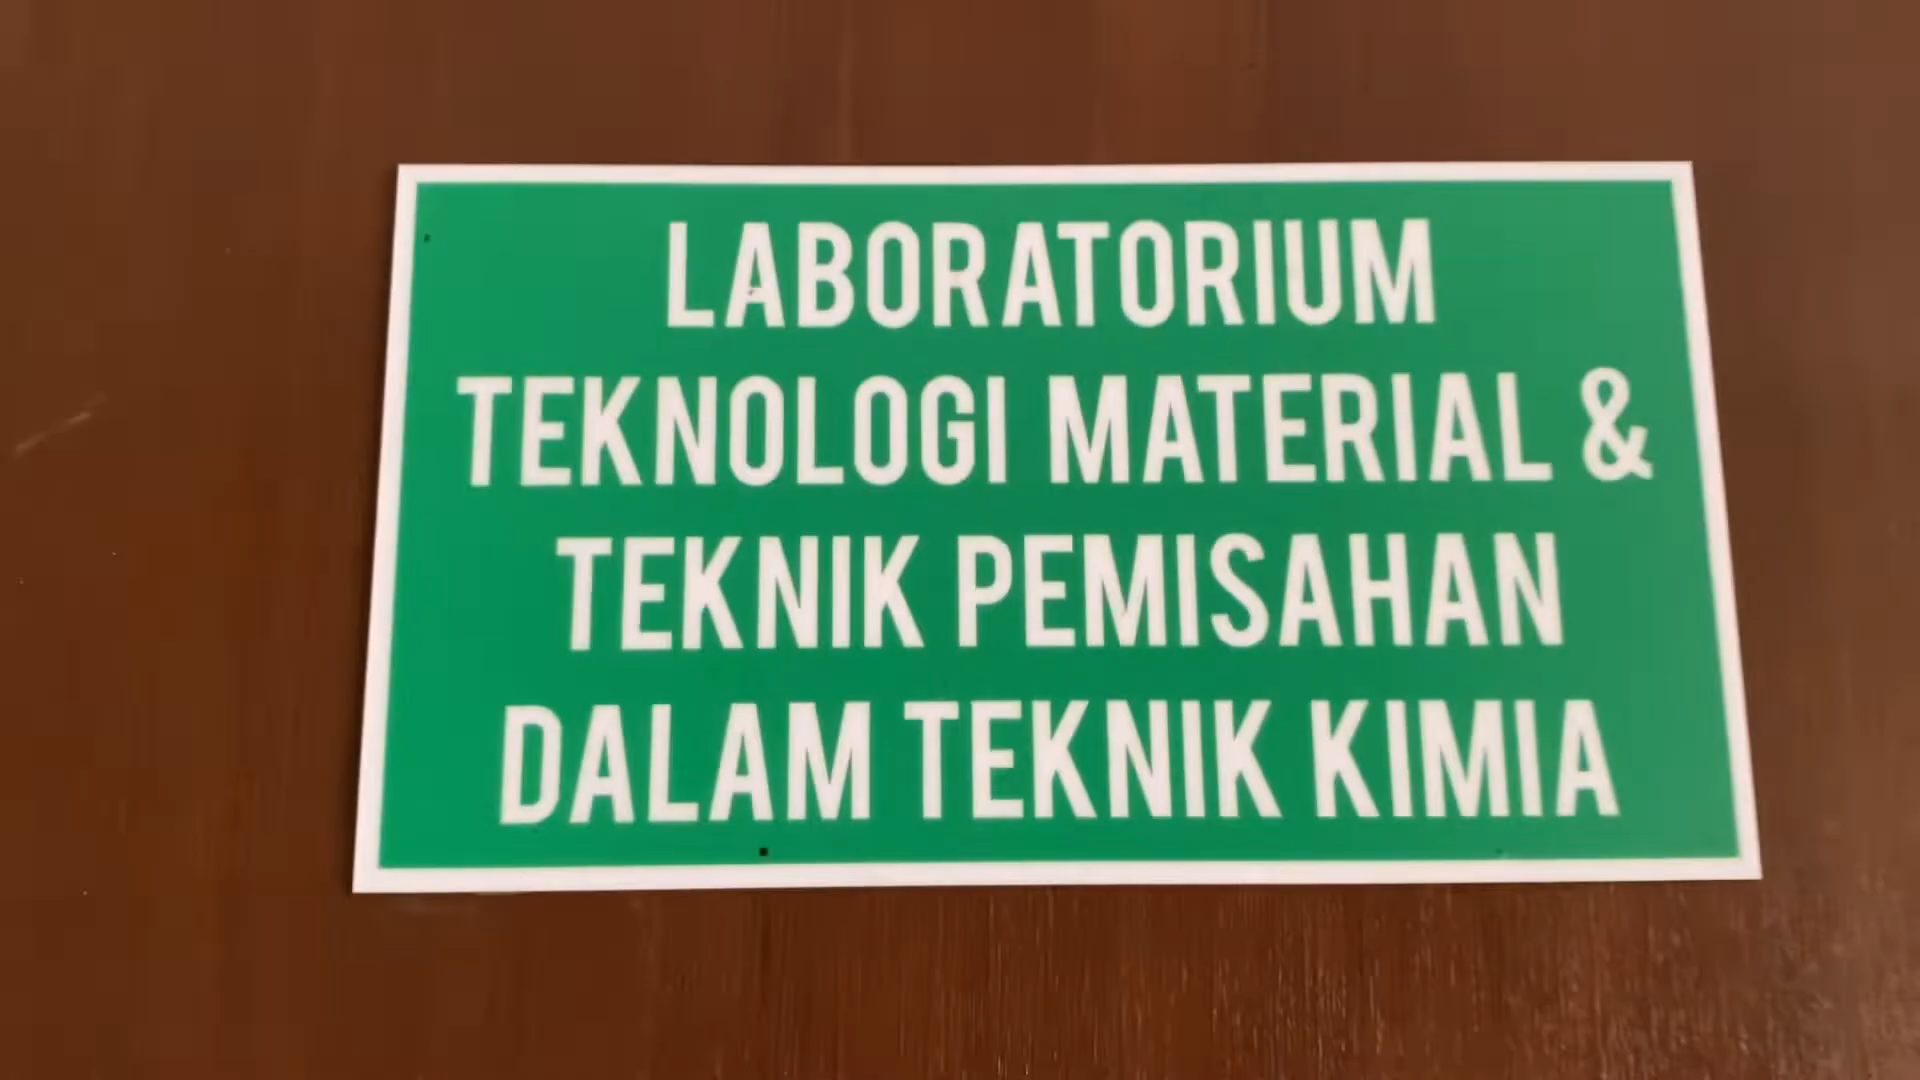 LABORATORIUM
TEKNOLOGI MATERIAL &
TEKNIK PEMISAHAN
DALAM TEKNIK KIMIA